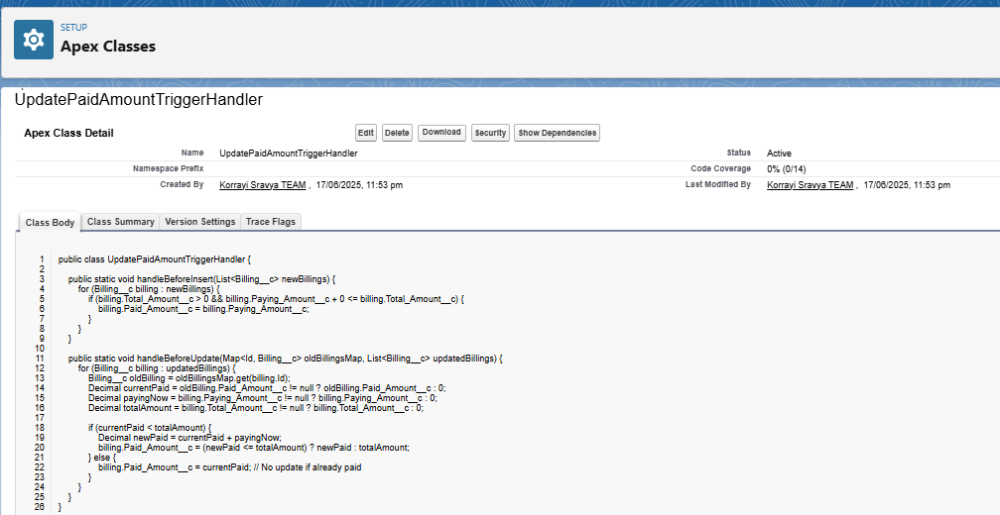 SETUP
Apex Classes
UpdatePaidAmountTriggerHandler
Apex Class Detail
Edit Delete Download Security Show Dependencies
Name UpdatePaidAmountTriggerHandler Status Active
Namespace Prefix Code Coverage 0% (0/14)
Created By Korrayi Sravya TEAM , 17/06/2025, 11:53 pm Last Modified By Korrayi Sravya TEAM , 17/06/2025, 11:53 pm
Class Body Class Summary Version Settings Trace Flags
1 public class UpdatePaidAmountTriggerHandler {
2
3 public static void handleBeforeInsert(List<Billing__c> newBillings) {
4 for (Billing__c billing : newBillings) {
5 if (billing.Total_Amount__c > 0 && billing.Paying_Amount__c + 0 <= billing.Total_Amount__c) {
6 billing.Paid_Amount__c = billing.Paying_Amount__c;
7 }
8 }
9 }
10
11 public static void handleBeforeUpdate(Map<Id, Billing__c> oldBillingsMap, List<Billing__c> updatedBillings) {
12 for (Billing__c billing : updatedBillings) {
13 Billing__c oldBilling = oldBillingsMap.get(billing.Id);
14 Decimal currentPaid = oldBilling.Paid_Amount__c != null ? oldBilling.Paid_Amount__c : 0;
15 Decimal payingNow = billing.Paying_Amount__c != null ? billing.Paying_Amount__c : 0;
16 Decimal totalAmount = billing.Total_Amount__c != null ? billing.Total_Amount__c : 0;
17
18 if (currentPaid < totalAmount) {
19 Decimal newPaid = currentPaid + payingNow;
20 billing.Paid_Amount__c = (newPaid <= totalAmount) ? newPaid : totalAmount;
21 } else {
22 billing.Paid_Amount__c = currentPaid; // No update if already paid
23 }
24 }
25 }
26 }